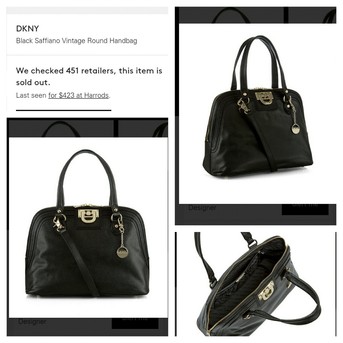 DKNY
Black Saffiano Vintage Round Handbag
We checked 451 retailers, this item is
sold out.
Last seen for $423 at Harrods.
Designer
Designer